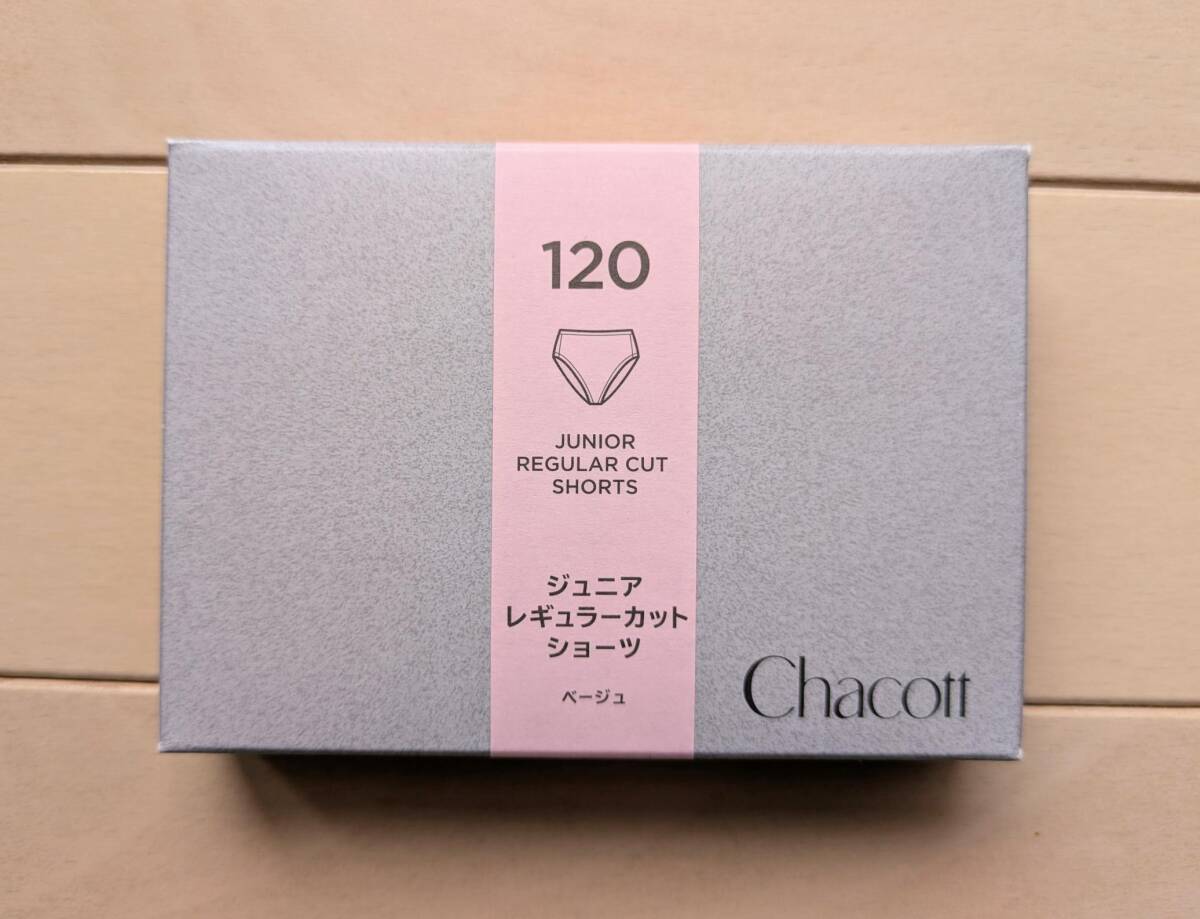 120
JUNIOR
REGULAR CUT
SHORTS
ジュニア
レギュラーカット
ショーツ
ベージュ
Chacott